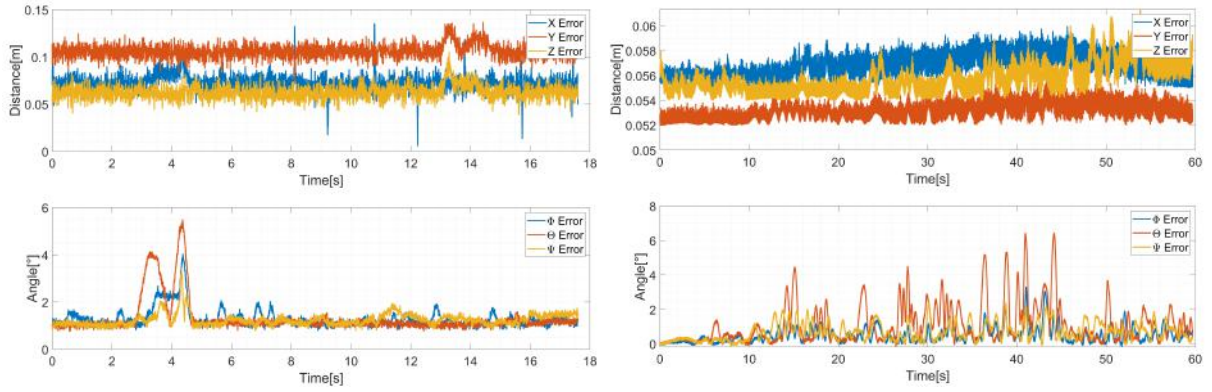 0.15
0.1
0.05
0
Distance[m]
X Error
Y Error
Z Error
0 2 4 6 8 10 12 14 16 18
Time[s]
0.06
0.058
0.056
0.054
0.052
0.05
Distance[m]
X Error
Y Error
Z Error
0 10 20 30 40 50 60
Time[s]
6
4
2
0
Angle[°]
Φ Error
Θ Error
Ψ Error
0 2 4 6 8 10 12 14 16 18
Time[s]
8
6
4
2
0
Angle[°]
Φ Error
Θ Error
Ψ Error
0 10 20 30 40 50 60
Time[s]